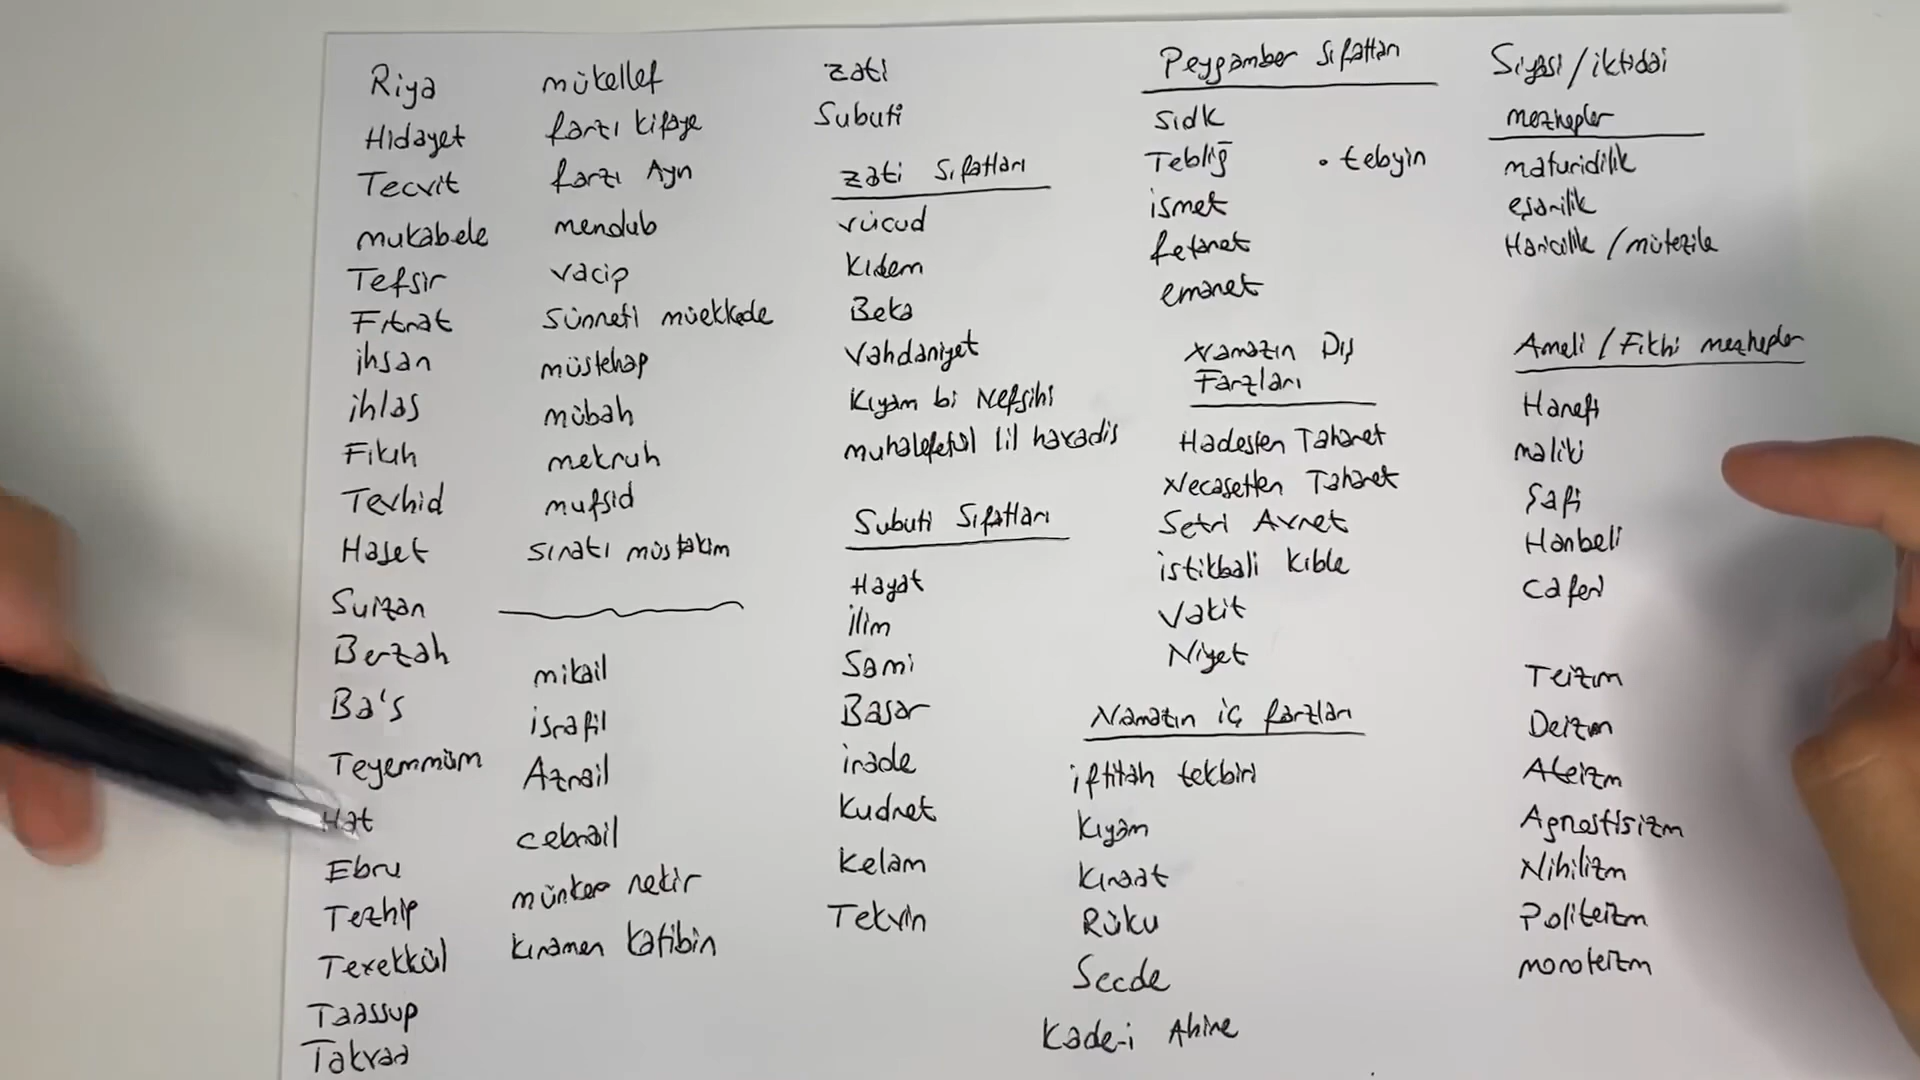 Riya
Hidayet
Tecvit
mukabele
Tefsir
Fıtrat
ihsan
ihlas
Fıkıh
Tevhid
Haset
Suizan
Berzah
Ba's
Teyemmüm
Hat
Ebru
Tezhip
Tevekkül
Taassup
Takvaa
mükellef
farzı kifaye
farzı Ayn
mendub
vacip
sünneti müekkede
müstehap
mübah
mekruh
mufsid
sıratı müstakim
mikail
israfil
Azrail
cebrail
münker nekir
kıramen katibin
zati
Subuti
zati Sıfatları
vücud
Kıdem
Beka
Vahdaniyet
Kıyam bi Nefsihi
muhalefetül lil havadis
Subuti Sıfatları
Hayat
ilim
Sami
Basar
irade
Kudret
Kelam
Tekvin
Peygamber Sıfatları
Sıdk
Tebliğ • tebyin
ismet
fetanet
emanet
Namazın Dış
Farzları
Hadesten Taharet
Necasetten Taharet
Setri Avret
istikbali Kıble
Vakit
Niyet
Namazın iç farzları
iftitah tekbiri
Kıyam
Kıraat
Rüku
Secde
Kade-i Ahire
Siyasi / iktidai
mezhepler
maturidilik
eşarilik
Haricilik / mütezile
Ameli / Fıkhi mezhepler
Hanefi
maliki
Şafi
Hanbeli
Caferi
Teizm
Deizm
Ateizm
Agnostisizm
Nihilizm
Politeizm
monoteizm